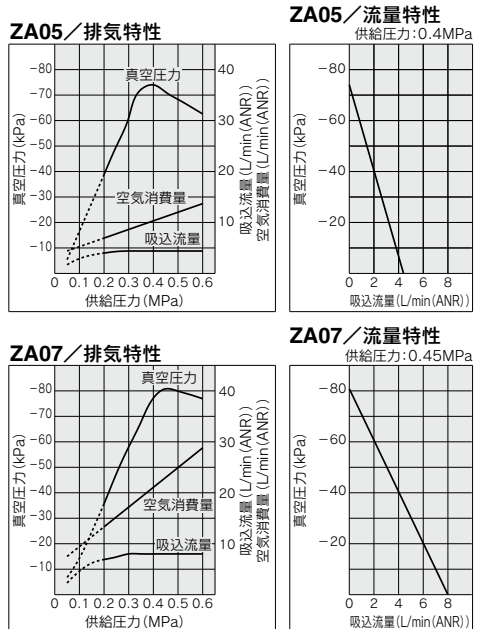 ZA05／排気特性
ZA05／流量特性
供給圧力：0.4MPa
真空圧力(kPa)
−80
−70
−60
−50
−40
−30
−20
−10
真空圧力
空気消費量
吸込流量
40
30
20
10
吸込流量(L/min(ANR))
空気消費量(L/min(ANR))
0 0.1 0.2 0.3 0.4 0.5 0.6
供給圧力(MPa)
真空圧力(kPa)
−80
−60
−40
−20
0 2 4 6 8 10
吸込流量(L/min(ANR))
ZA07／排気特性
ZA07／流量特性
供給圧力：0.45MPa
真空圧力(kPa)
−80
−70
−60
−50
−40
−30
−20
−10
真空圧力
空気消費量
吸込流量
40
30
20
10
吸込流量(L/min(ANR))
空気消費量(L/min(ANR))
0 0.1 0.2 0.3 0.4 0.5 0.6
供給圧力(MPa)
真空圧力(kPa)
−80
−60
−40
−20
0 2 4 6 8 10
吸込流量(L/min(ANR))